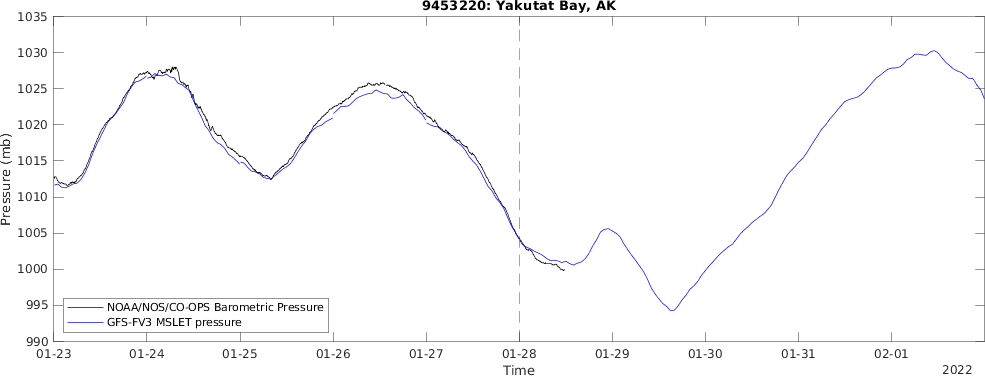 9453220: Yakutat Bay, AK
Pressure (mb)
1035
1030
1025
1020
1015
1010
1005
1000
995
990
NOAA/NOS/CO-OPS Barometric Pressure
GFS-FV3 MSLET pressure
01-23 01-24 01-25 01-26 01-27 01-28 01-29 01-30 01-31 02-01
Time
2022